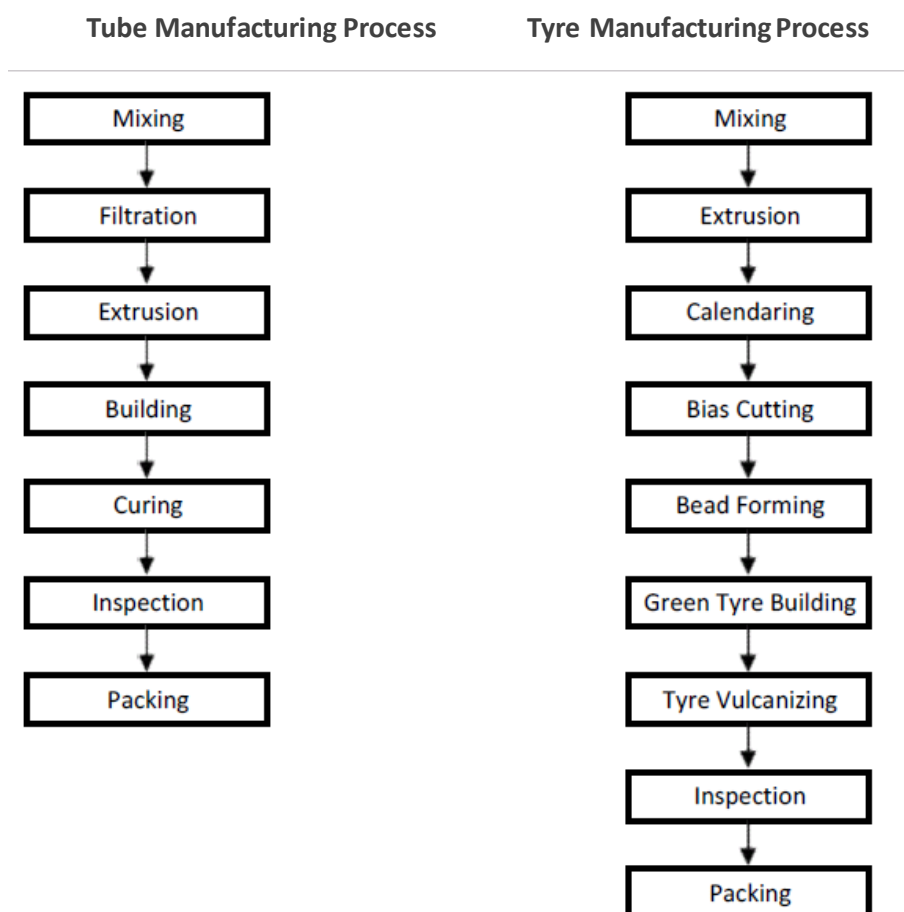 Tube Manufacturing Process
Tyre Manufacturing Process
Mixing
Filtration
Extrusion
Building
Curing
Inspection
Packing
Mixing
Extrusion
Calendaring
Bias Cutting
Bead Forming
Green Tyre Building
Tyre Vulcanizing
Inspection
Packing